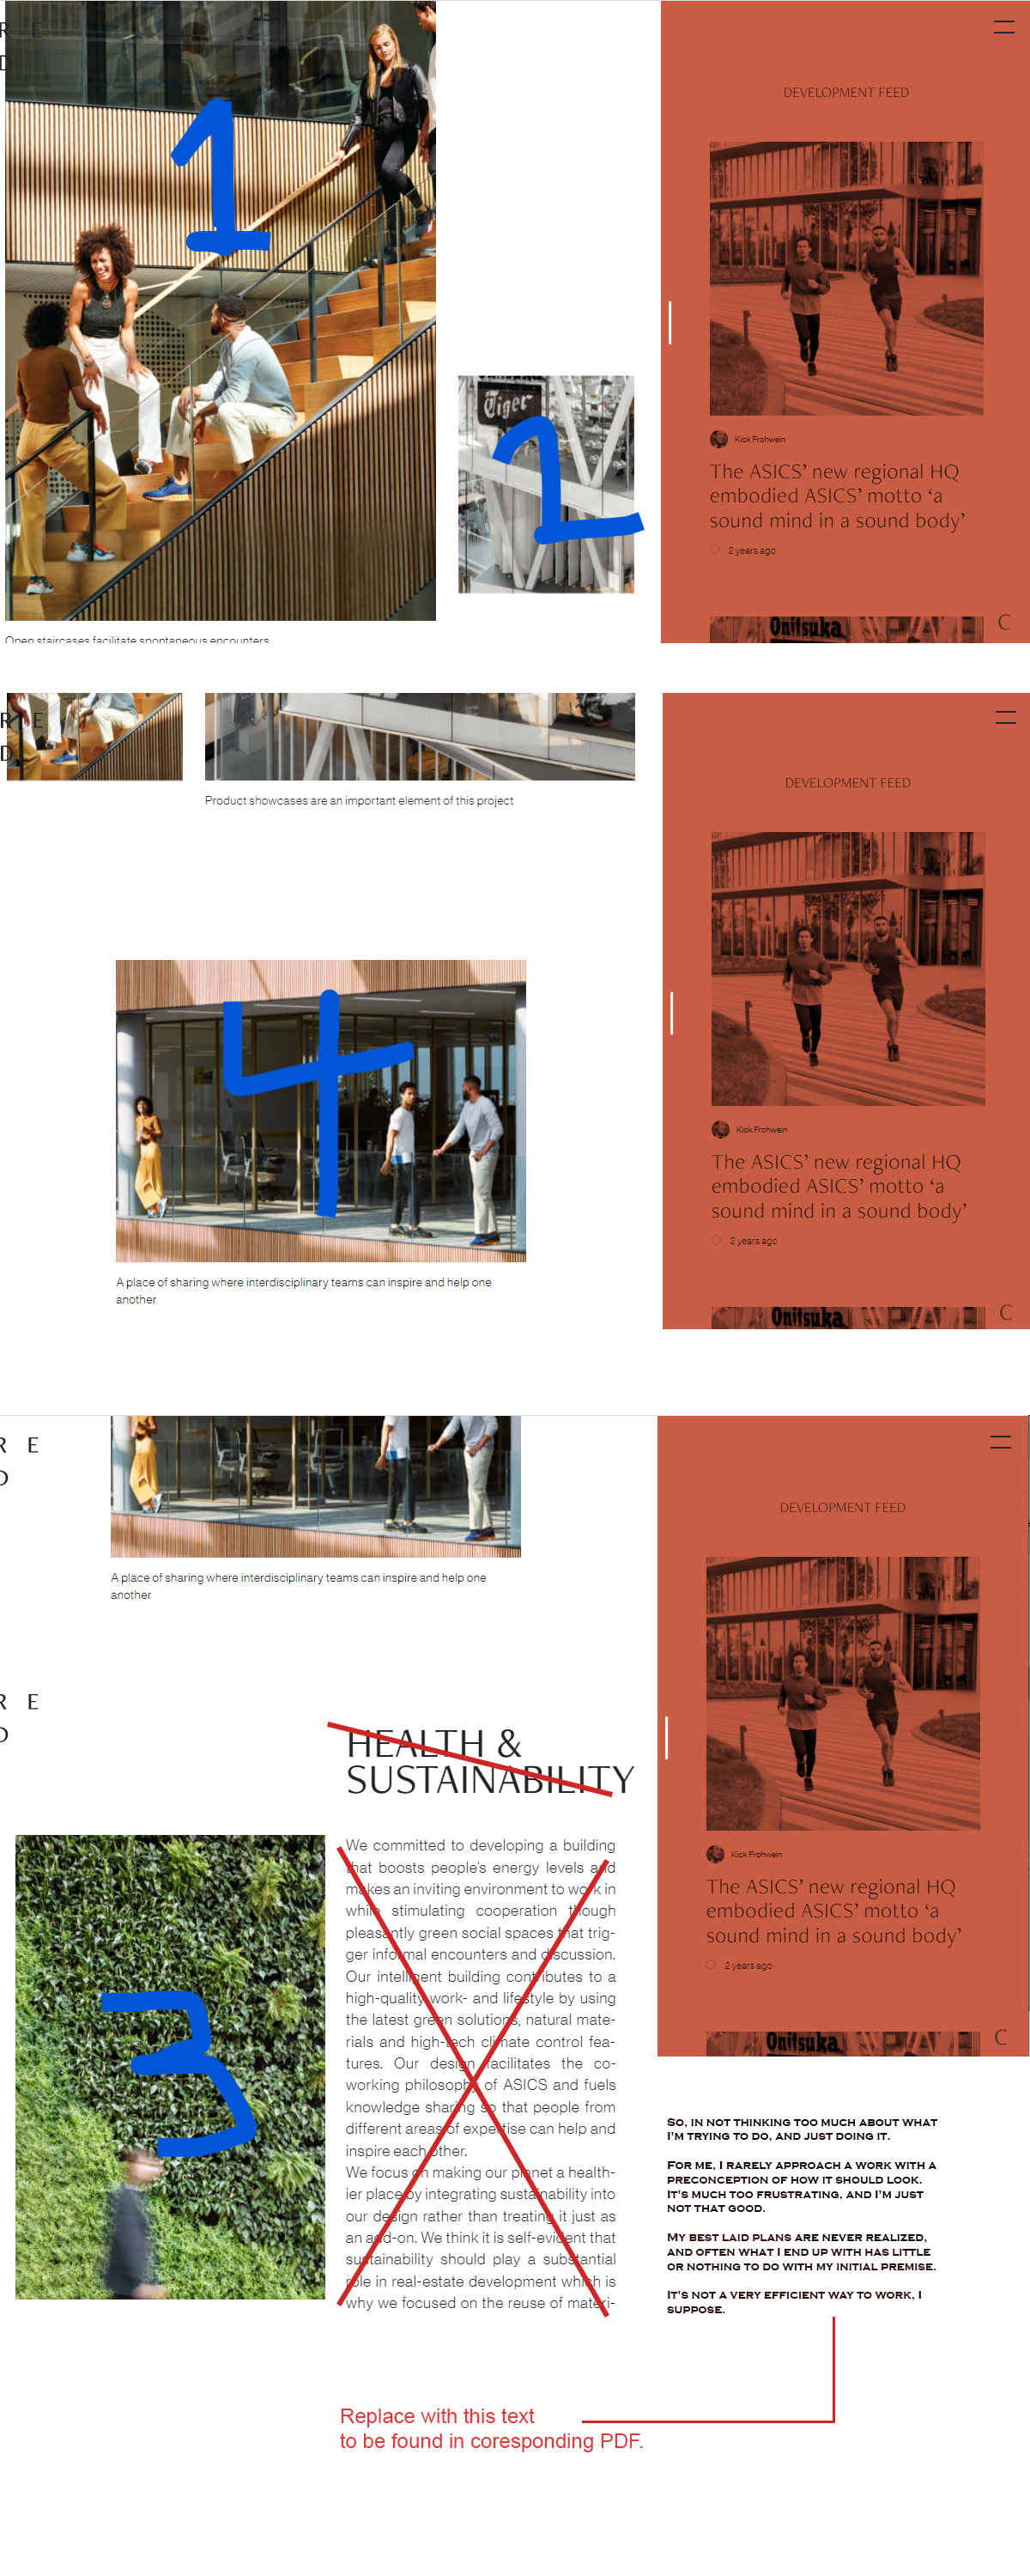 R E
D
1
DEVELOPMENT FEED
Tiger
2
Kick Frohwein
The ASICS’ new regional HQ
embodied ASICS’ motto ‘a
sound mind in a sound body’
2 years ago
Onitsuka
C
Open staircases facilitate spontaneous encounters
R E
D
Product showcases are an important element of this project
DEVELOPMENT FEED
4
Kick Frohwein
The ASICS’ new regional HQ
embodied ASICS’ motto ‘a
sound mind in a sound body’
2 years ago
Onitsuka
C
A place of sharing where interdisciplinary teams can inspire and help one
another
R E
D
DEVELOPMENT FEED
A place of sharing where interdisciplinary teams can inspire and help one
another
R E
D
HEALTH &
SUSTAINABILITY
Kick Frohwein
The ASICS’ new regional HQ
embodied ASICS’ motto ‘a
sound mind in a sound body’
2 years ago
Onitsuka
C
3
We committed to developing a building
that boosts people’s energy levels and
makes an inviting environment to work in
while stimulating cooperation though
pleasantly green social spaces that trig-
ger informal encounters and discussion.
Our intelligent building contributes to a
high-quality work- and lifestyle by using
the latest green solutions, natural mate-
rials and high-tech climate control fea-
tures. Our design facilitates the co-
working philosophy of ASICS and fuels
knowledge sharing so that people from
different areas of expertise can help and
inspire each other.
We focus on making our planet a health-
ier place by integrating sustainability into
our design rather than treating it just as
an add-on. We think it is self-evident that
sustainability should play a substantial
role in real-estate development which is
why we focused on the reuse of materi-
So, in not thinking too much about what
I'm trying to do, and just doing it.
For me, I rarely approach a work with a
preconception of how it should look.
It's much too frustrating, and I'm just
not that good.
My best laid plans are never realized,
and often what I end up with has little
or nothing to do with my initial premise.
It's not a very efficient way to work, I
suppose.
Replace with this text
to be found in coresponding PDF.